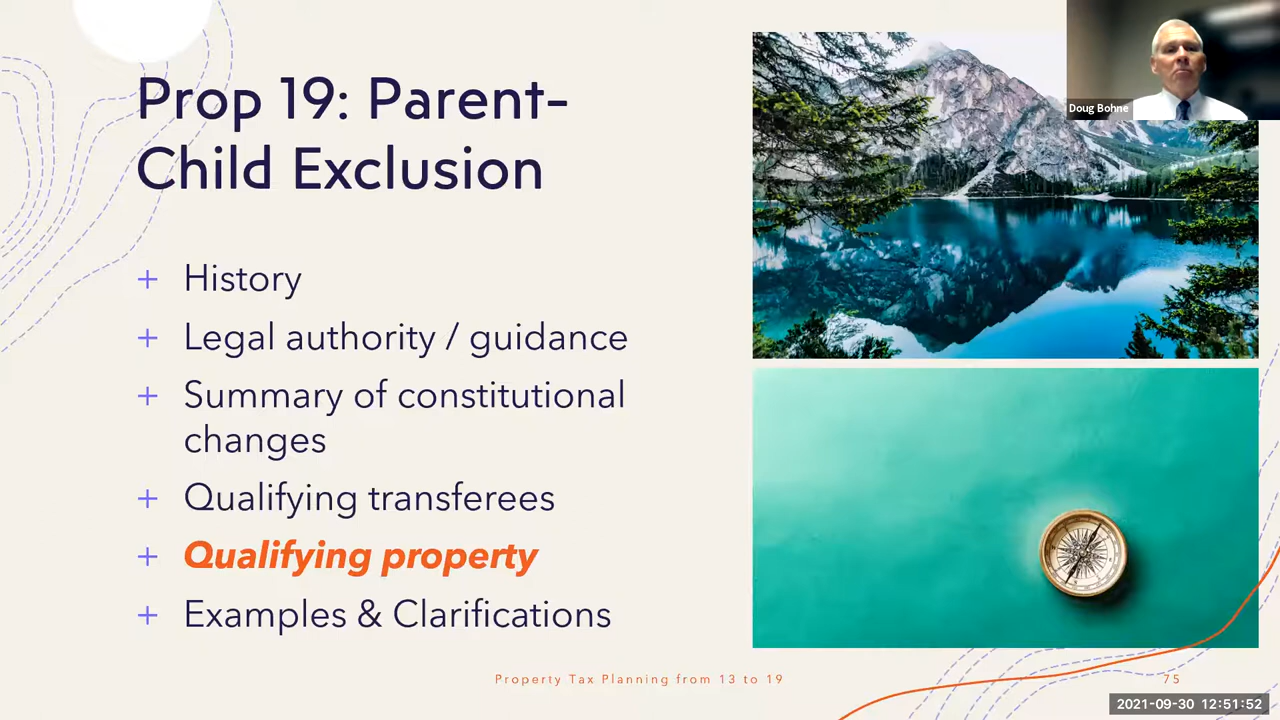 Prop 19: Parent-
Child Exclusion
+ History
+ Legal authority / guidance
+ Summary of constitutional
changes
+ Qualifying transferees
+ Qualifying property
+ Examples & Clarifications
Doug Bohne
Property Tax Planning from 13 to 19
75
2021-09-30 12:51:52